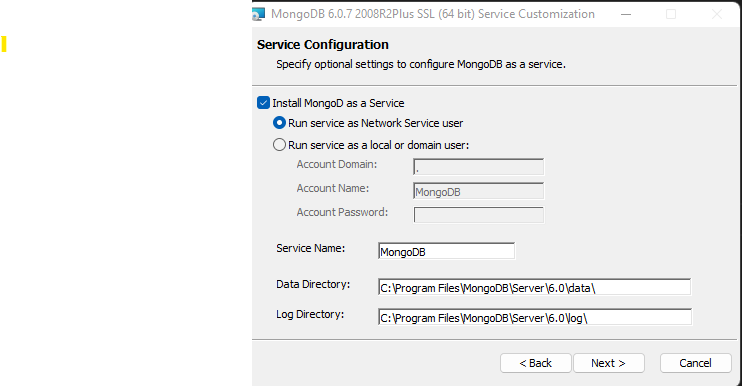 MongoDB 6.0.7 2008R2Plus SSL (64 bit) Service Customization
Service Configuration
Specify optional settings to configure MongoDB as a service.
Install MongoD as a Service
Run service as Network Service user
Run service as a local or domain user:
Account Domain: .
Account Name: MongoDB
Account Password:
Service Name: MongoDB
Data Directory: C:\Program Files\MongoDB\Server\6.0\data\
Log Directory: C:\Program Files\MongoDB\Server\6.0\log\
< Back Next > Cancel